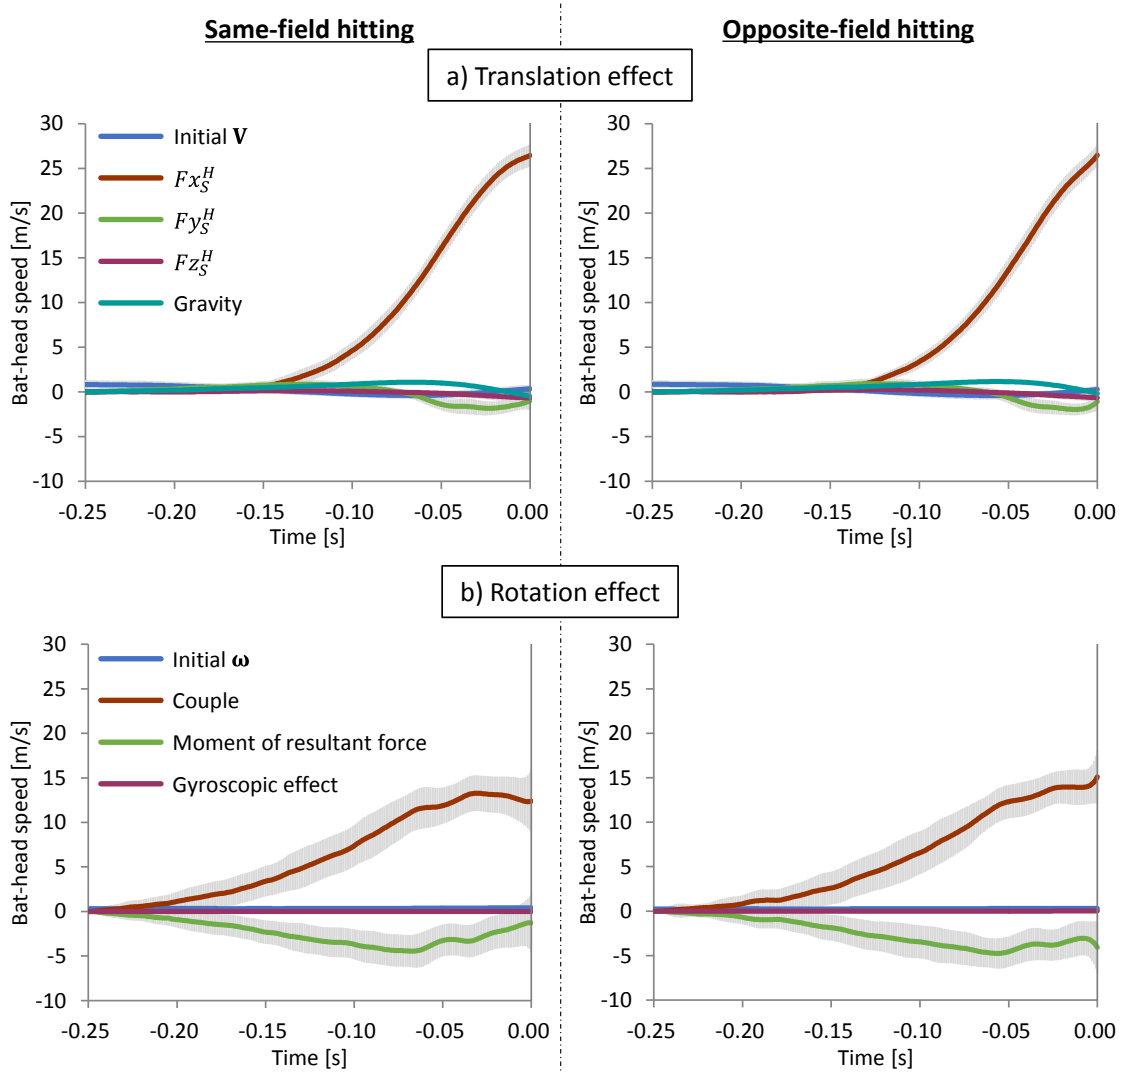 Same-field hitting
Opposite-field hitting
a) Translation effect
30
25
20
15
10
5
0
-5
-10
Bat-head speed [m/s]
Initial V
Fx_S^H
Fy_S^H
Fz_S^H
Gravity
-0.25 -0.20 -0.15 -0.10 -0.05 0.00
Time [s]
30
25
20
15
10
5
0
-5
-10
Bat-head speed [m/s]
-0.25 -0.20 -0.15 -0.10 -0.05 0.00
Time [s]
b) Rotation effect
30
25
20
15
10
5
0
-5
-10
Bat-head speed [m/s]
Initial ω
Couple
Moment of resultant force
Gyroscopic effect
-0.25 -0.20 -0.15 -0.10 -0.05 0.00
Time [s]
30
25
20
15
10
5
0
-5
-10
Bat-head speed [m/s]
-0.25 -0.20 -0.15 -0.10 -0.05 0.00
Time [s]